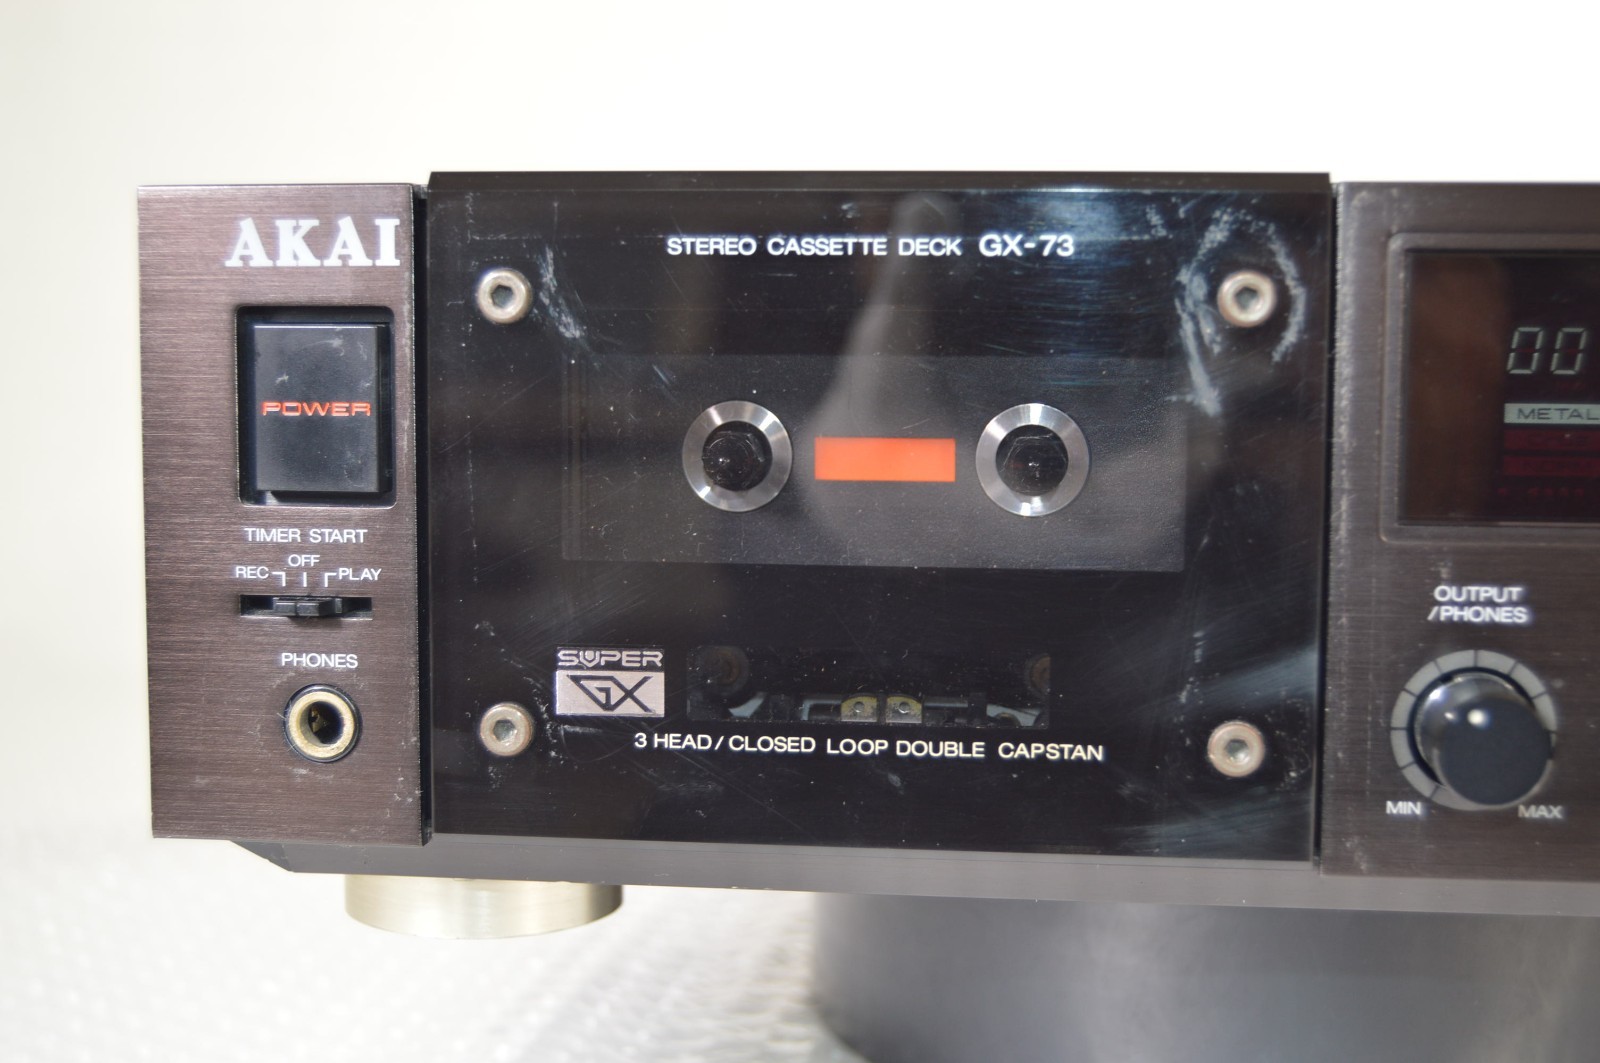 AKAI
POWER
TIMER START
OFF
REC PLAY
PHONES
STEREO CASSETTE DECK GX-73
SUPER
GX
3 HEAD/CLOSED LOOP DOUBLE CAPSTAN
00
METAL
OUTPUT
/PHONES
MIN MAX